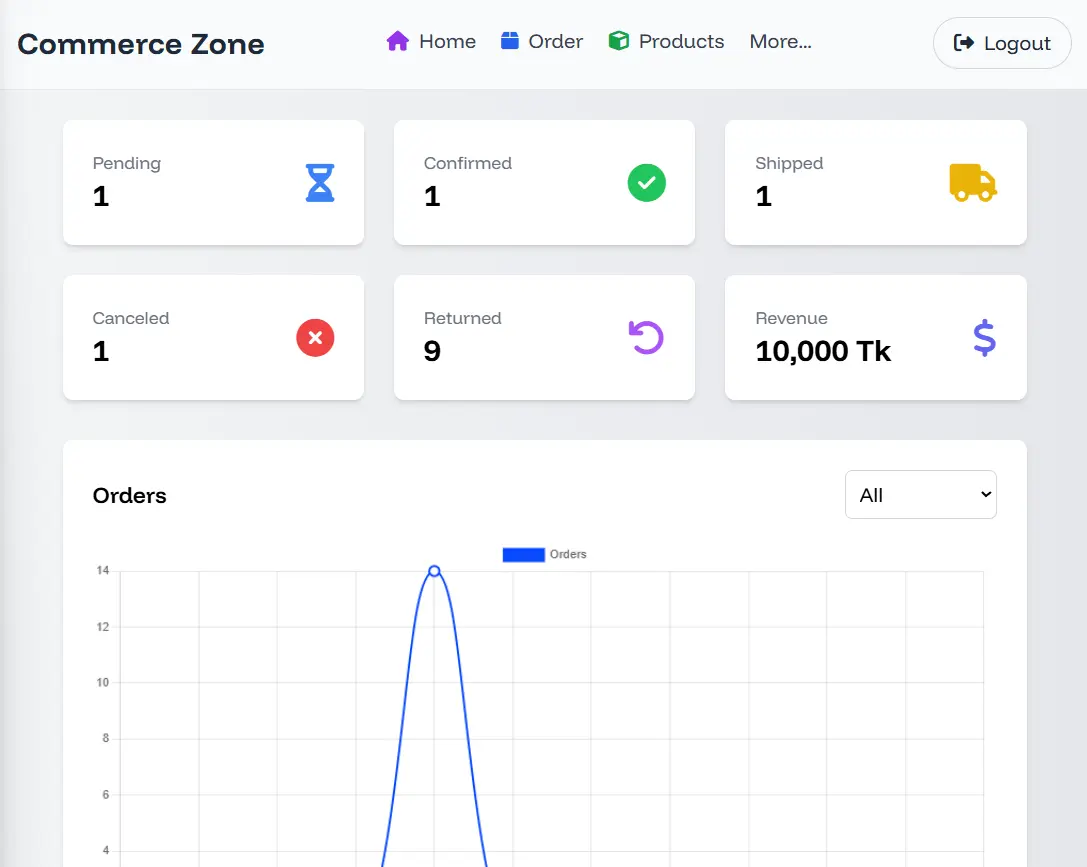 Commerce Zone
Home Order Products More... Logout
Pending
1
Confirmed
1
Shipped
1
Canceled
1
Returned
9
Revenue
10,000 Tk
Orders
All
Orders
14
12
10
8
6
4